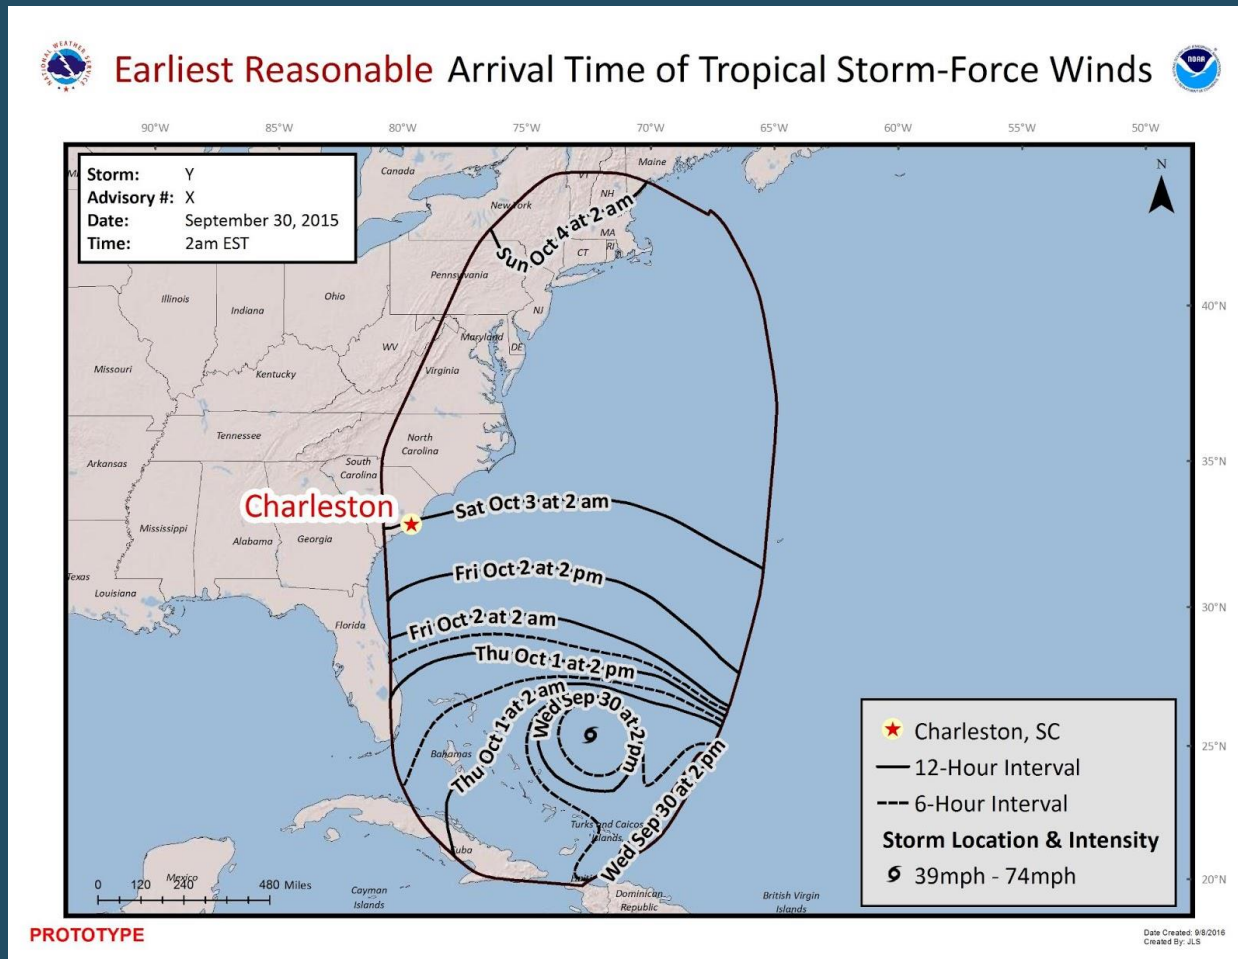 Earliest Reasonable Arrival Time of Tropical Storm-Force Winds
NATIONAL WEATHER SERVICE
NOAA
90°W 85°W 80°W 75°W 70°W 65°W 60°W 55°W 50°W
Storm: Y
Advisory #: X
Date: September 30, 2015
Time: 2am EST
Canada
Maine
N
VT
NH
New York
Sun Oct 4 at 2 am
MA
CT
RI
Pennsylvania
Illinois
Indiana
Ohio
NJ
40°N
WV
Maryland
DE
Missouri
Kentucky
Virginia
Tennessee
North
Carolina
Arkansas
South
Carolina
35°N
Charleston
Sat Oct 3 at 2 am
Mississippi
Alabama
Georgia
Texas
Louisiana
Fri Oct 2 at 2 pm
30°N
Florida
Fri Oct 2 at 2 am
Thu Oct 1 at 2 pm
Thu Oct 1 at 2 am
Wed Sep 30 at 2 pm
Bahamas
25°N
Wed Sep 30 at 2 pm
Turks and Caicos
Islands
Cuba
Haiti
Mexico
0 120 240 480 Miles
Cayman
Islands
Dominican
Republic
British Virgin
Islands
20°N
Charleston, SC
12-Hour Interval
6-Hour Interval
Storm Location & Intensity
39mph - 74mph
PROTOTYPE
Date Created: 9/8/2016
Created By: JLS